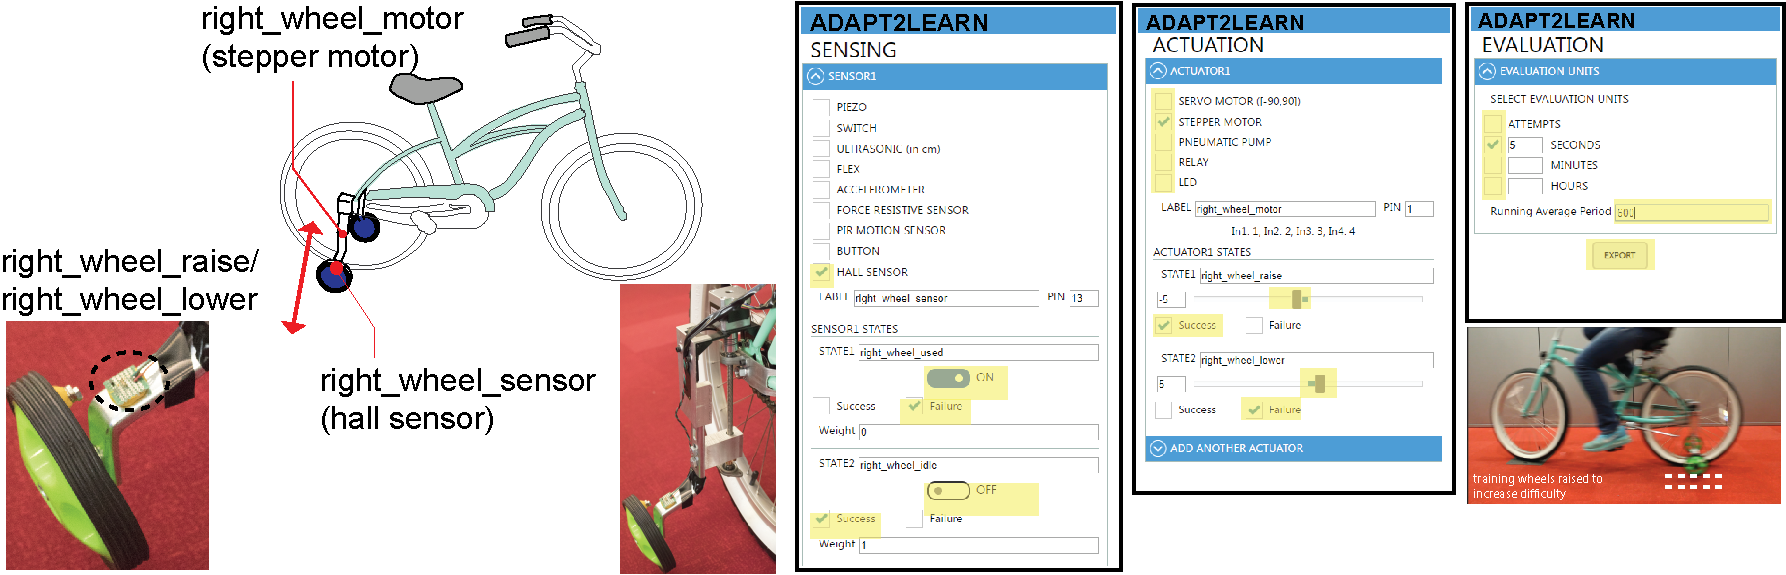 right_wheel_motor
(stepper motor)
right_wheel_raise/
right_wheel_lower
right_wheel_sensor
(hall sensor)
ADAPT2LEARN
SENSING
SENSOR1
PIEZO
SWITCH
ULTRASONIC (in cm)
FLEX
ACCELEROMETER
FORCE RESISTIVE SENSOR
PIR MOTION SENSOR
BUTTON
HALL SENSOR
LABEL right_wheel_sensor PIN 13
SENSOR1 STATES
STATE1 right_wheel_used
ON
Success Failure
Weight 0
STATE2 right_wheel_idle
OFF
Success Failure
Weight 1
ADAPT2LEARN
ACTUATION
ACTUATOR1
SERVO MOTOR ([-90,90])
STEPPER MOTOR
PNEUMATIC PUMP
RELAY
LED
LABEL right_wheel_motor PIN 1
In1. 1, In2. 2, In3. 3, In4. 4
ACTUATOR1 STATES
STATE1 right_wheel_raise
-5
Success Failure
STATE2 right_wheel_lower
5
Success Failure
ADD ANOTHER ACTUATOR
ADAPT2LEARN
EVALUATION
EVALUATION UNITS
SELECT EVALUATION UNITS
ATTEMPTS
5 SECONDS
MINUTES
HOURS
Running Average Period 600
EXPORT
training wheels raised to
increase difficulty